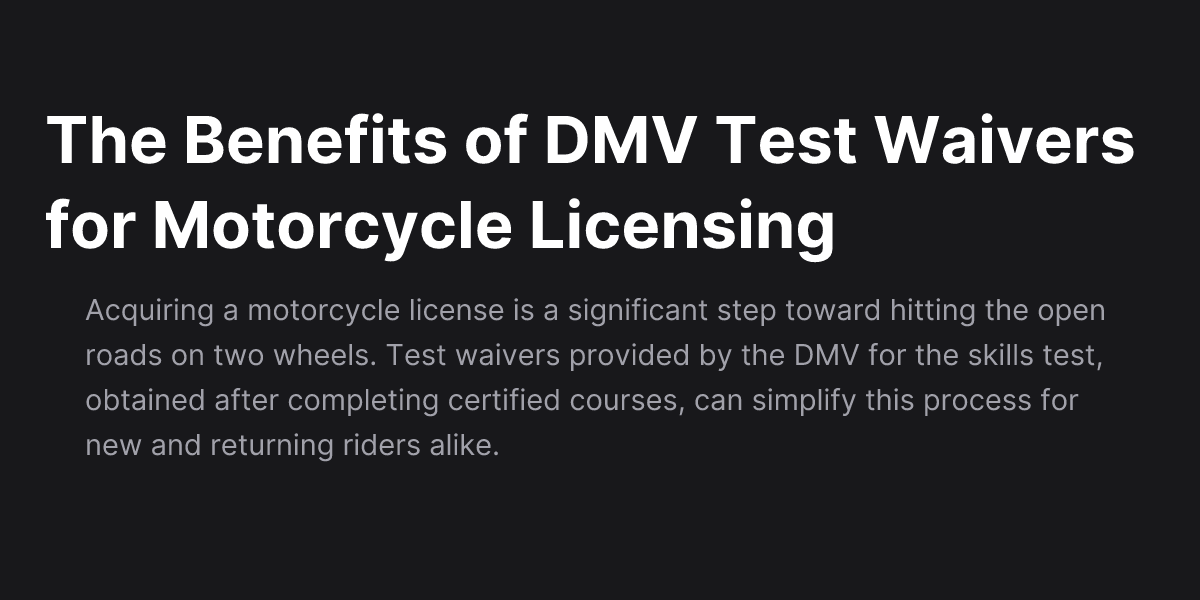 The Benefits of DMV Test Waivers
for Motorcycle Licensing
Acquiring a motorcycle license is a significant step toward hitting the open
roads on two wheels. Test waivers provided by the DMV for the skills test,
obtained after completing certified courses, can simplify this process for
new and returning riders alike.